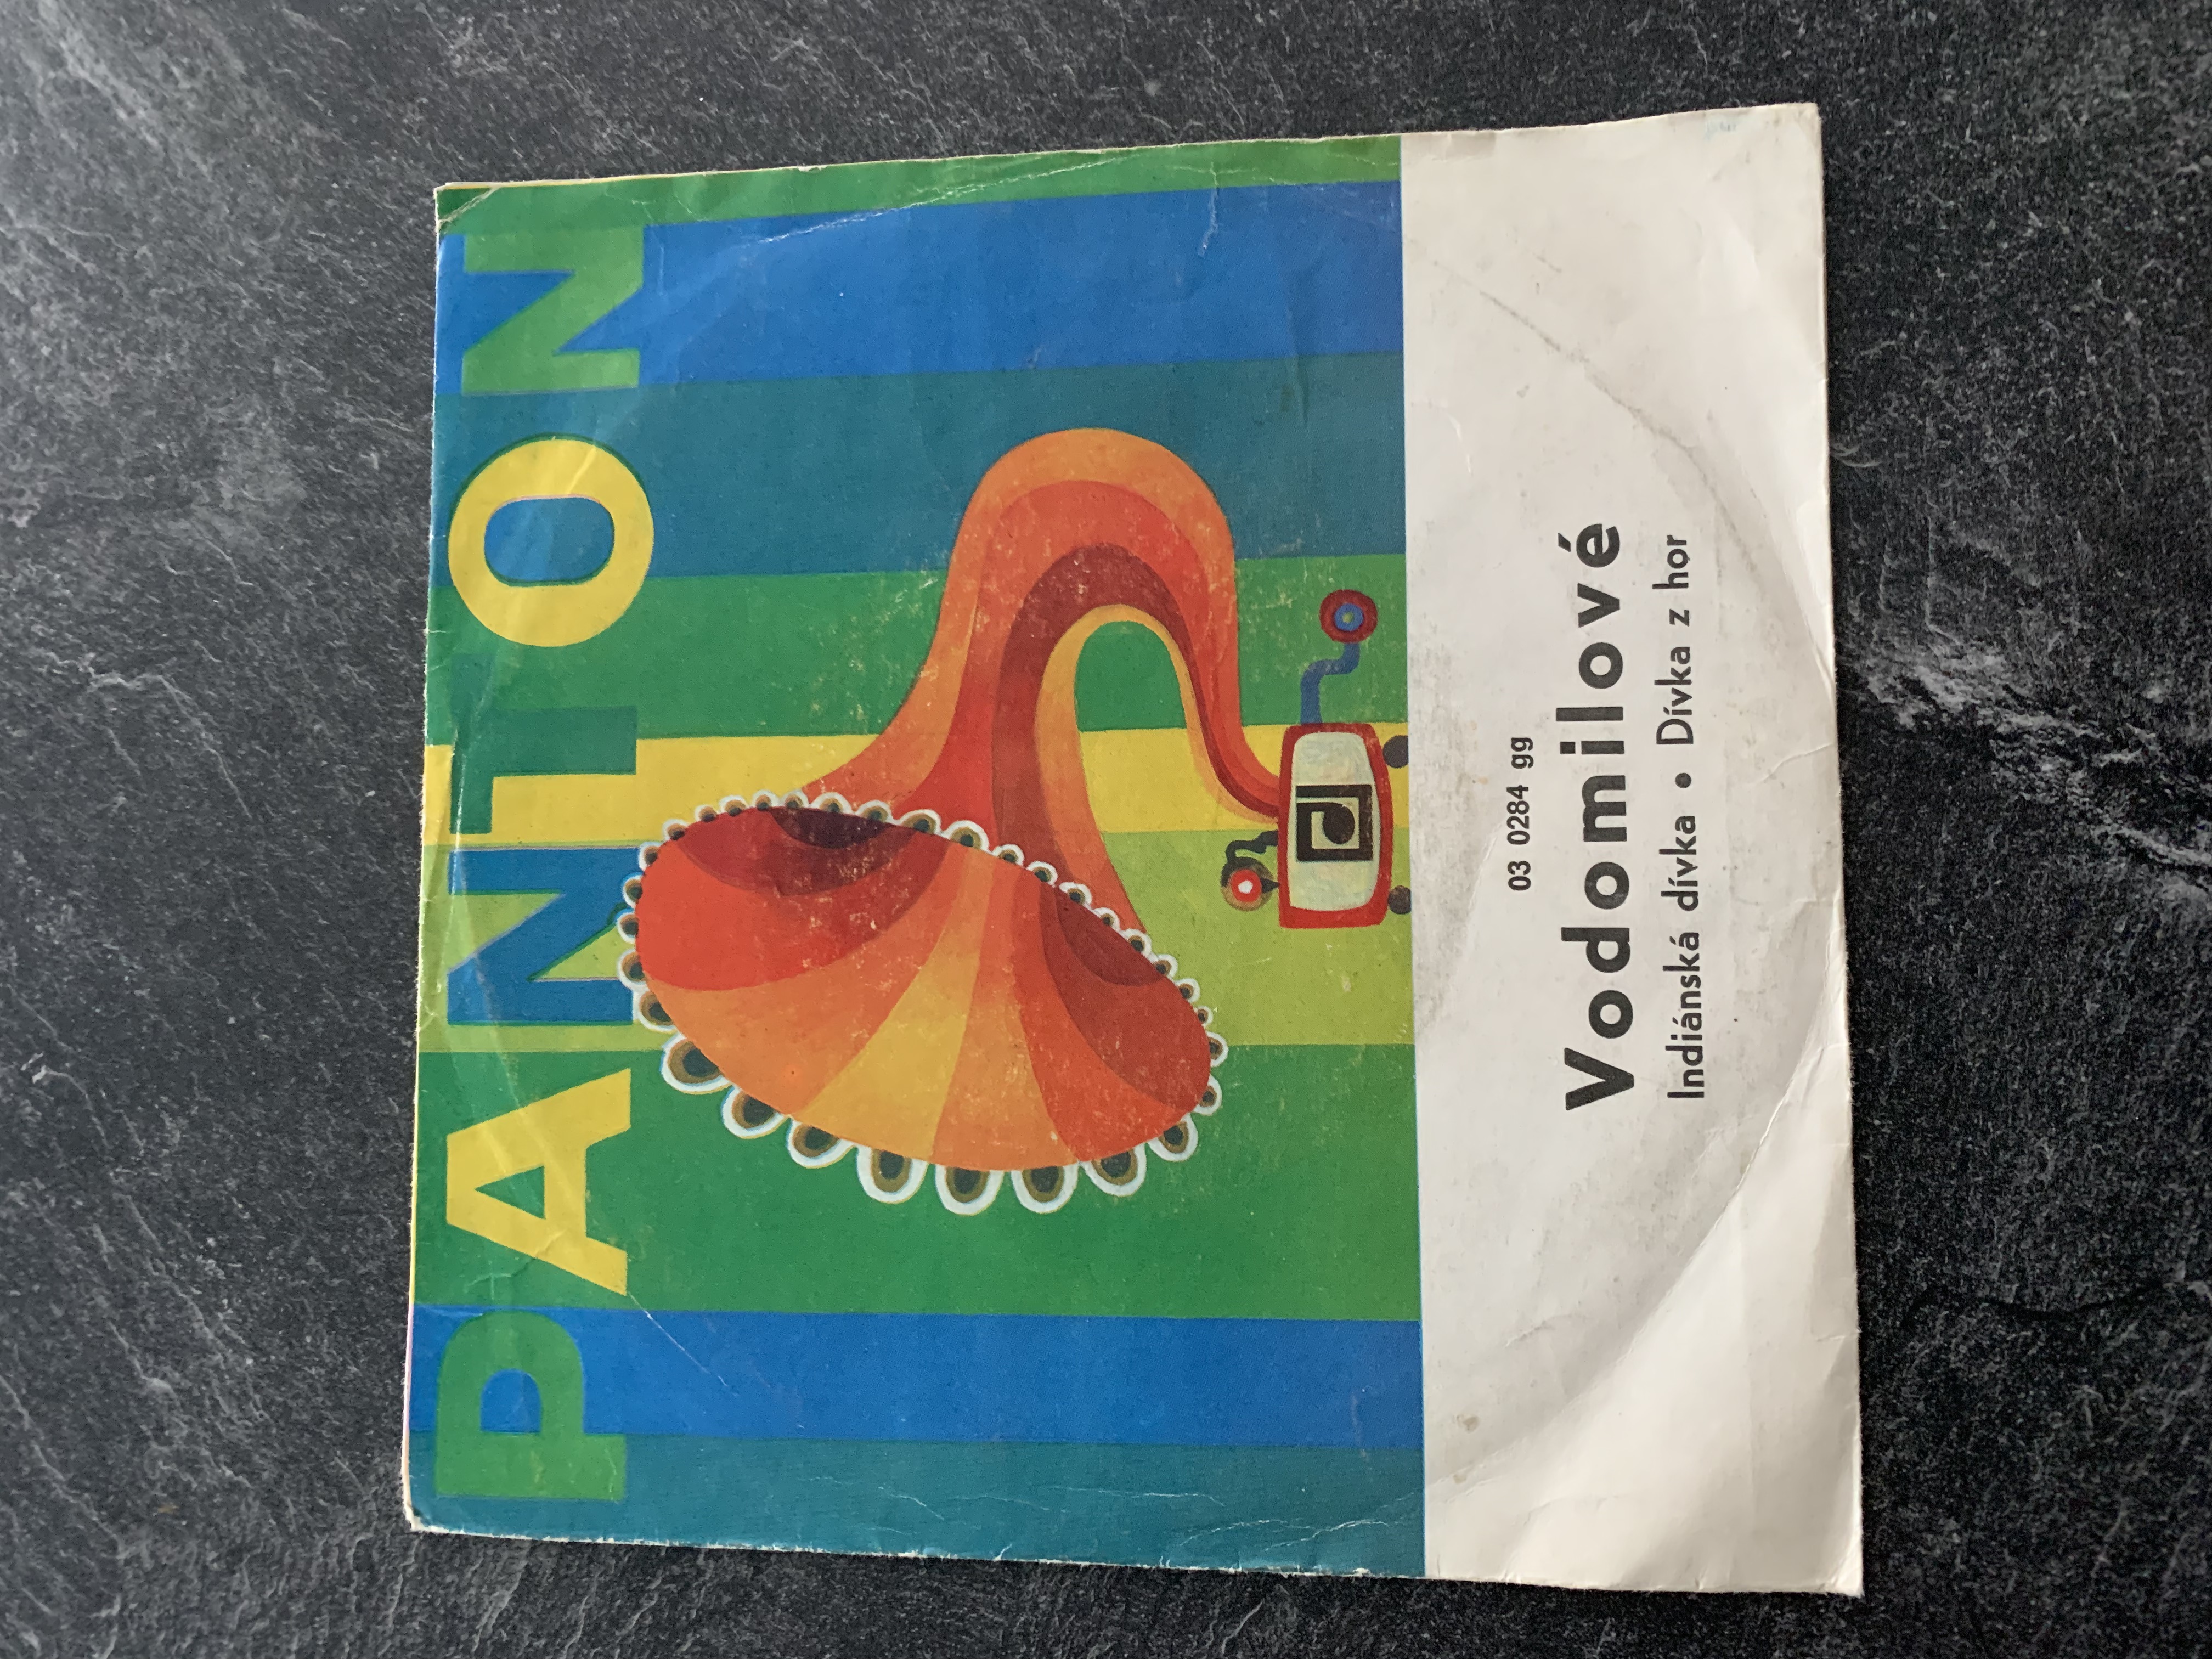 PANTON
03 0284 gg
Vodomilové
Indiánská dívka • Dívka z hor